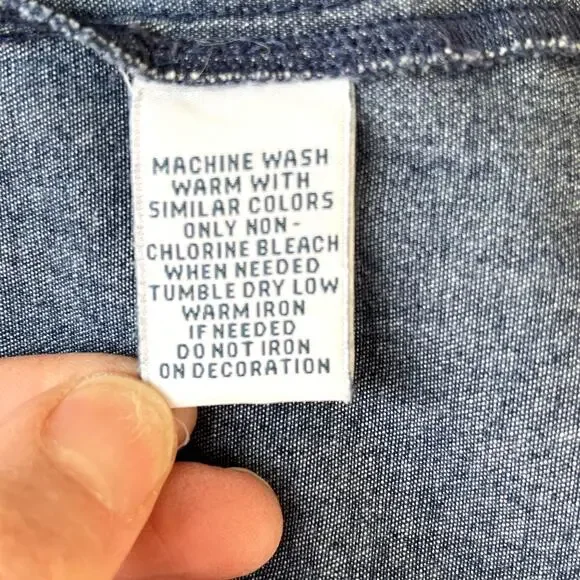 MACHINE WASH
WARM WITH
SIMILAR COLORS
ONLY NON-
CHLORINE BLEACH
WHEN NEEDED
TUMBLE DRY LOW
WARM IRON
IF NEEDED
DO NOT IRON
ON DECORATION